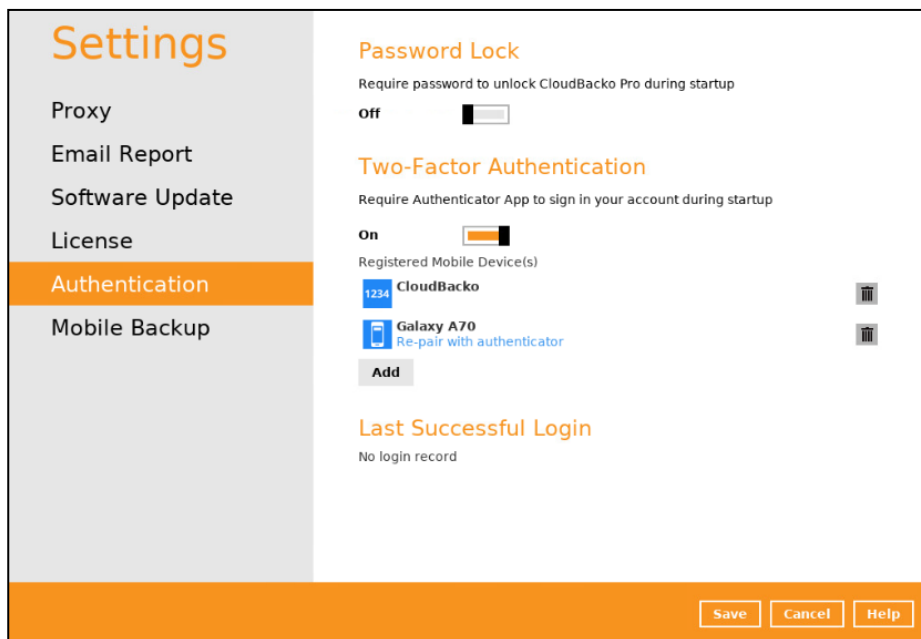 Settings
Proxy
Email Report
Software Update
License
Authentication
Mobile Backup
Password Lock
Require password to unlock CloudBacko Pro during startup
Off
Two-Factor Authentication
Require Authenticator App to sign in your account during startup
On
Registered Mobile Device(s)
1234 CloudBacko
Galaxy A70
Re-pair with authenticator
Add
Last Successful Login
No login record
Save Cancel Help